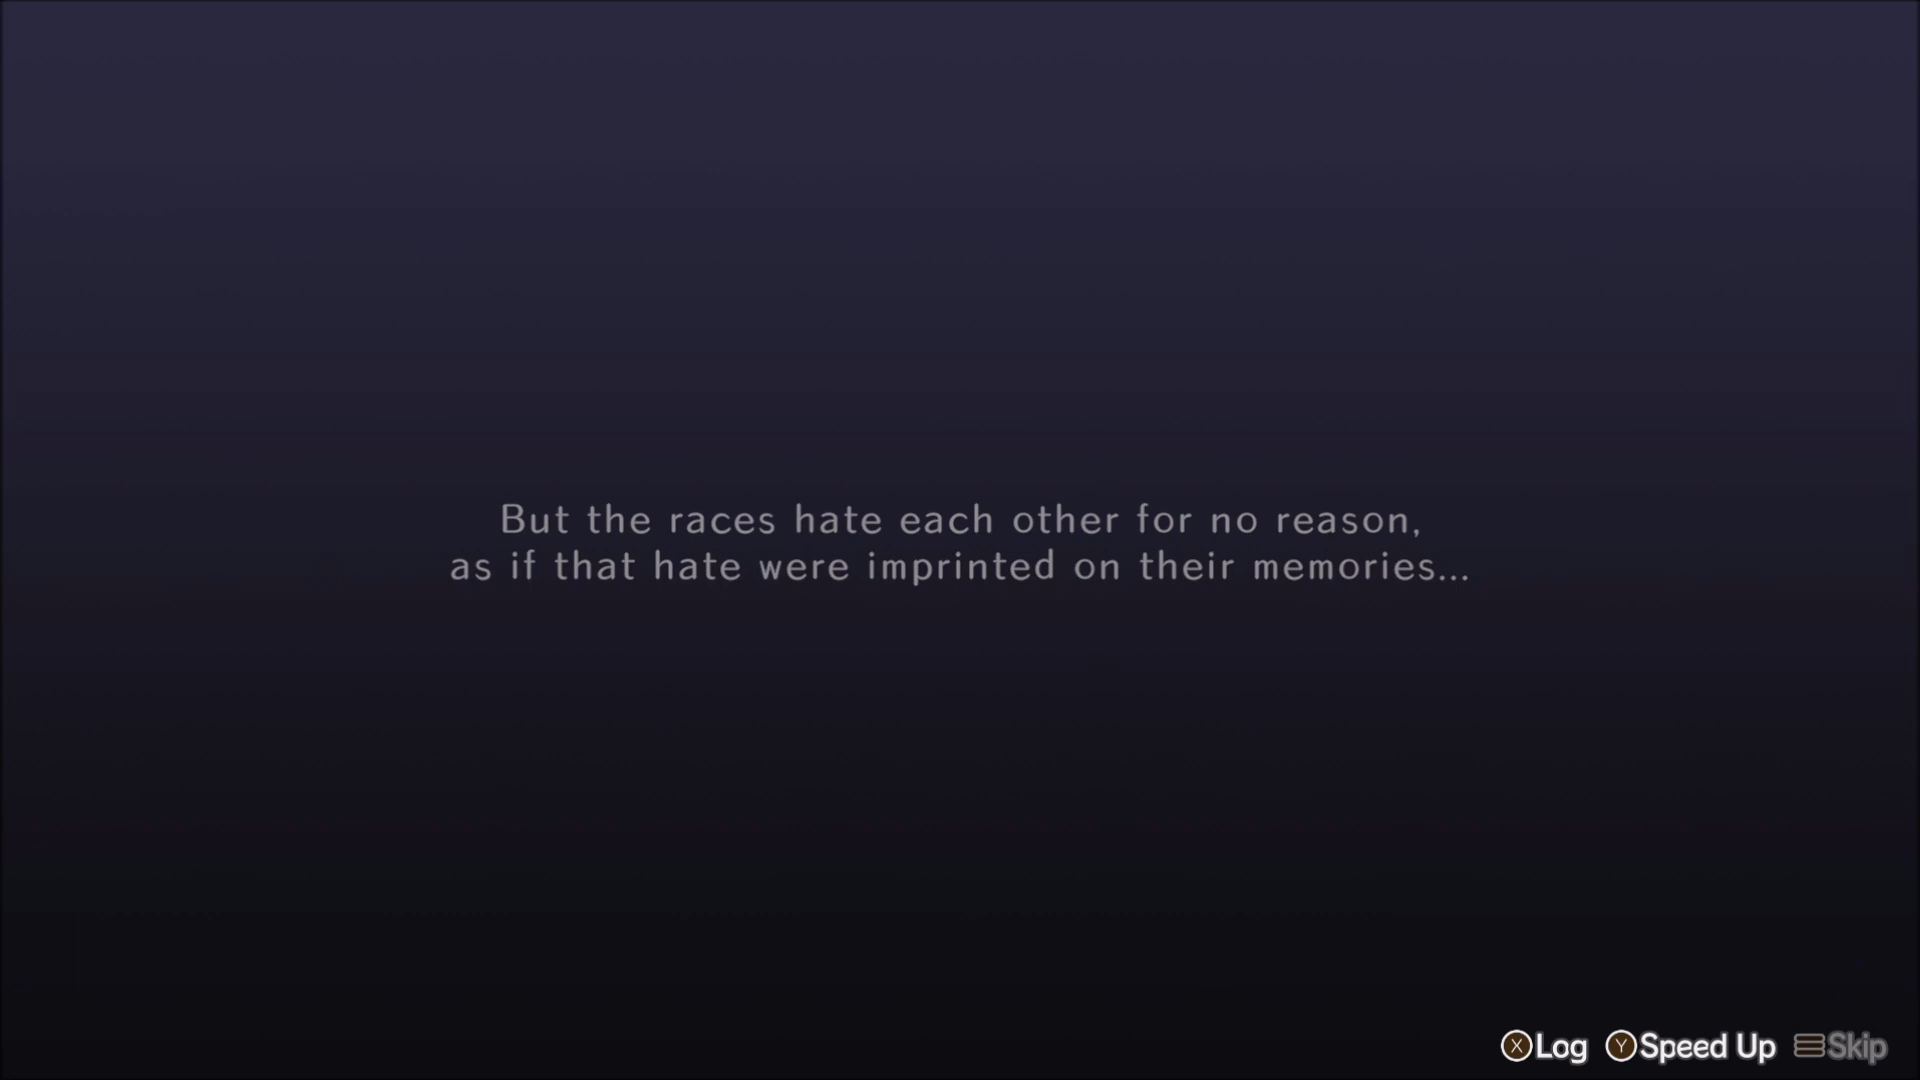 But the races hate each other for no reason,
as if that hate were imprinted on their memories...
X Log Y Speed Up Skip